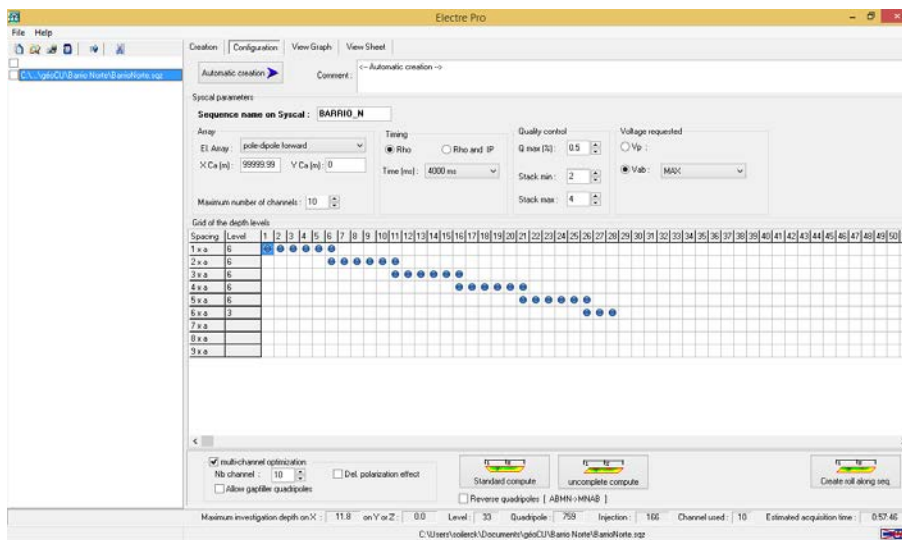 Electre Pro
File Help
Creation Configuration View Graph View Sheet
C:\...\géoCU\Barrio Norte\BarrioNorte.sqz
Automatic creation
Comment :
<-- Automatic creation -->
Syscal parameters
Sequence name on Syscal : BARRIO_N
Array
El. Array : pole-dipole forward
X Ca (m) : 99999.99 Y Ca (m) : 0
Maximum number of channels : 10
Timing
Rho Rho and IP
Time (ms) : 4000 ms
Quality control
Q max (%) : 0.5
Stack min : 2
Stack max : 4
Voltage requested
Vp :
Vab : MAX
Grid of the depth levels
Spacing Level 1 2 3 4 5 6 7 8 9 10 11 12 13 14 15 16 17 18 19 20 21 22 23 24 25 26 27 28 29 30 31 32 33 34 35 36 37 38 39 40 41 42 43 44 45 46 47 48 49 50
1 x a 6
2 x a 6
3 x a 6
4 x a 6
5 x a 6
6 x a 3
7 x a
8 x a
9 x a
multi-channel optimization
Nb channel : 10
Del. polarization effect
Allow gapfiller quadripoles
Standard compute
uncomplete compute
Create roll along seq.
Reverse quadripoles [ ABMN->MNAB ]
Maximum investigation depth on X : 11.8 on Y or Z : 0.0 Level : 33 Quadripole : 759 Injection : 166 Channel used : 10 Estimated acquisition time : 0:57:46
C:\Users\soilerck\Documents\géoCU\Barrio Norte\BarrioNorte.sqz